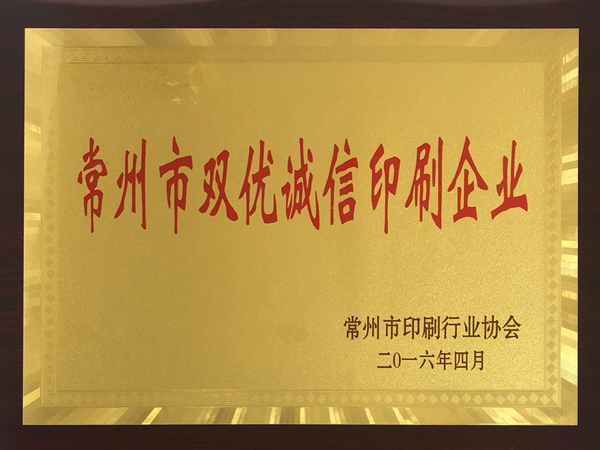 常州市双优诚信印刷企业
常州市印刷行业协会
二0一六年四月